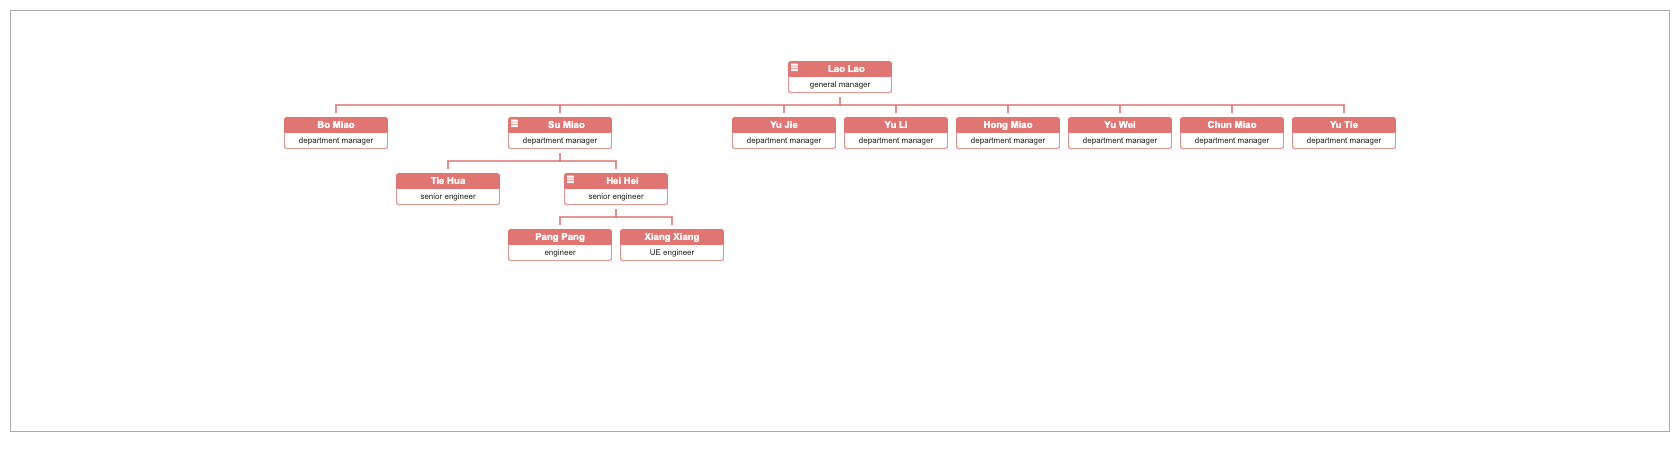 Lao Lao
general manager
Bo Miao
department manager
Su Miao
department manager
Yu Jie
department manager
Yu Li
department manager
Hong Miao
department manager
Yu Wei
department manager
Chun Miao
department manager
Yu Tie
department manager
Tie Hua
senior engineer
Hei Hei
senior engineer
Pang Pang
engineer
Xiang Xiang
UE engineer